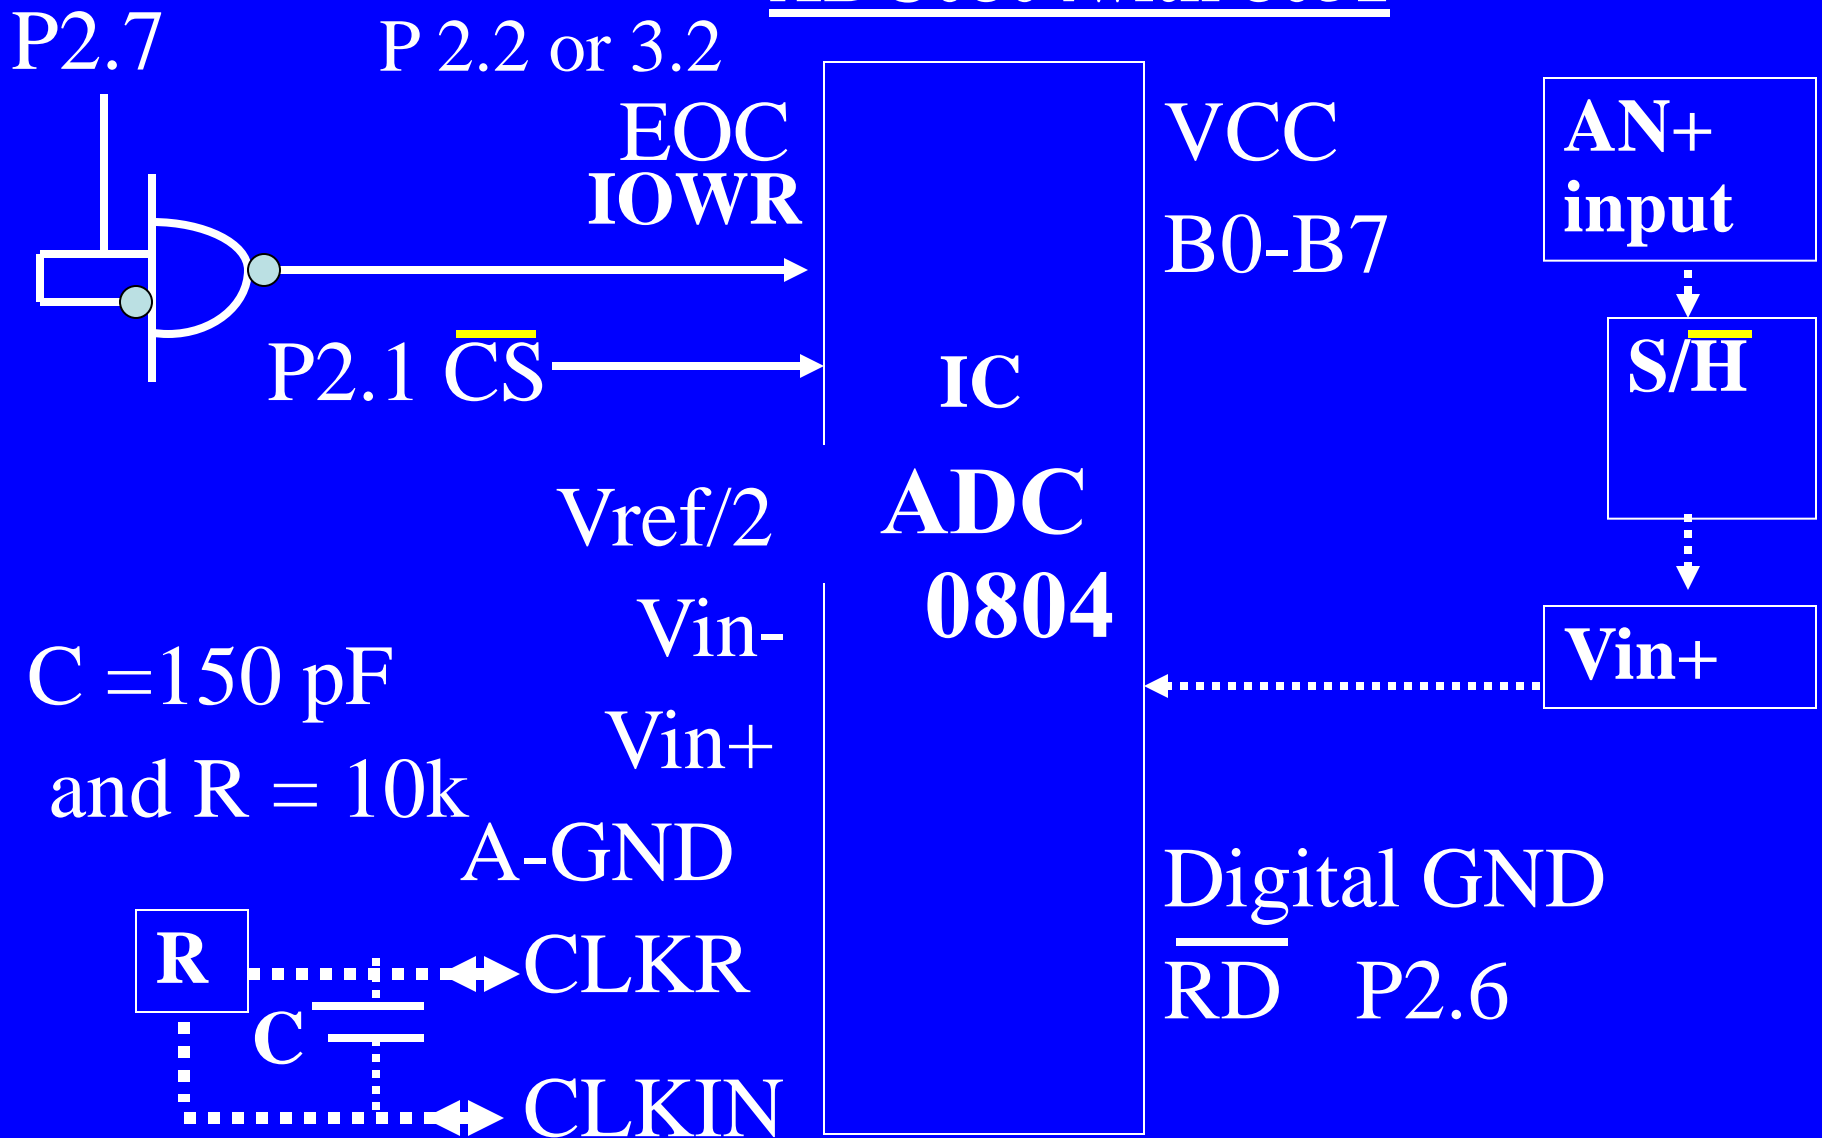 P2.7
P 2.2 or 3.2
EOC
IOWR
P2.1 CS
Vref/2
Vin-
Vin+
A-GND
CLKR
CLKIN
C =150 pF
and R = 10k
R
C
IC
ADC
0804
VCC
B0-B7
Digital GND
RD P2.6
AN+
input
S/H
Vin+